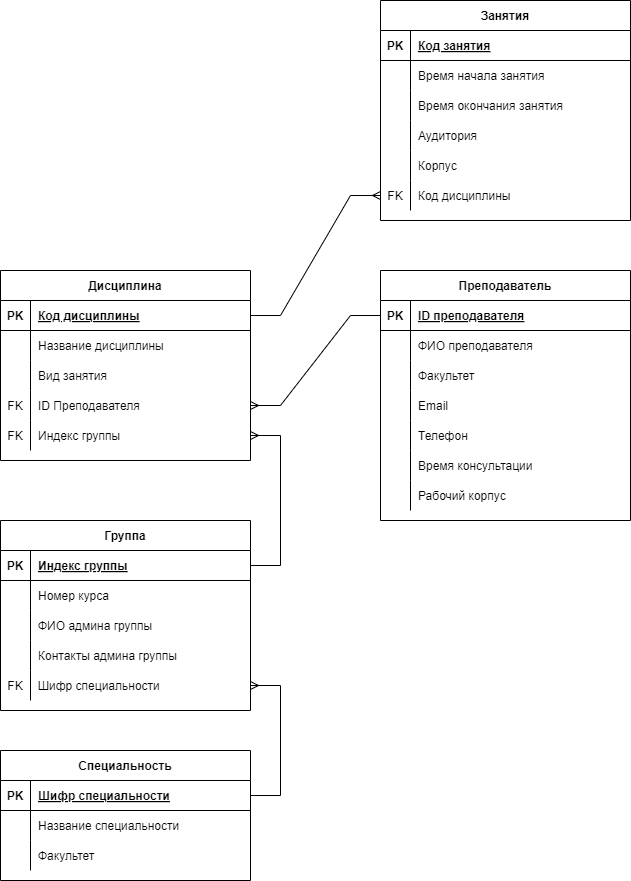 Занятия
PK Код занятия
Время начала занятия
Время окончания занятия
Аудитория
Корпус
FK Код дисциплины
Дисциплина
PK Код дисциплины
Название дисциплины
Вид занятия
FK ID Преподавателя
FK Индекс группы
Преподаватель
PK ID преподавателя
ФИО преподавателя
Факультет
Email
Телефон
Время консультации
Рабочий корпус
Группа
PK Индекс группы
Номер курса
ФИО админа группы
Контакты админа группы
FK Шифр специальности
Специальность
PK Шифр специальности
Название специальности
Факультет